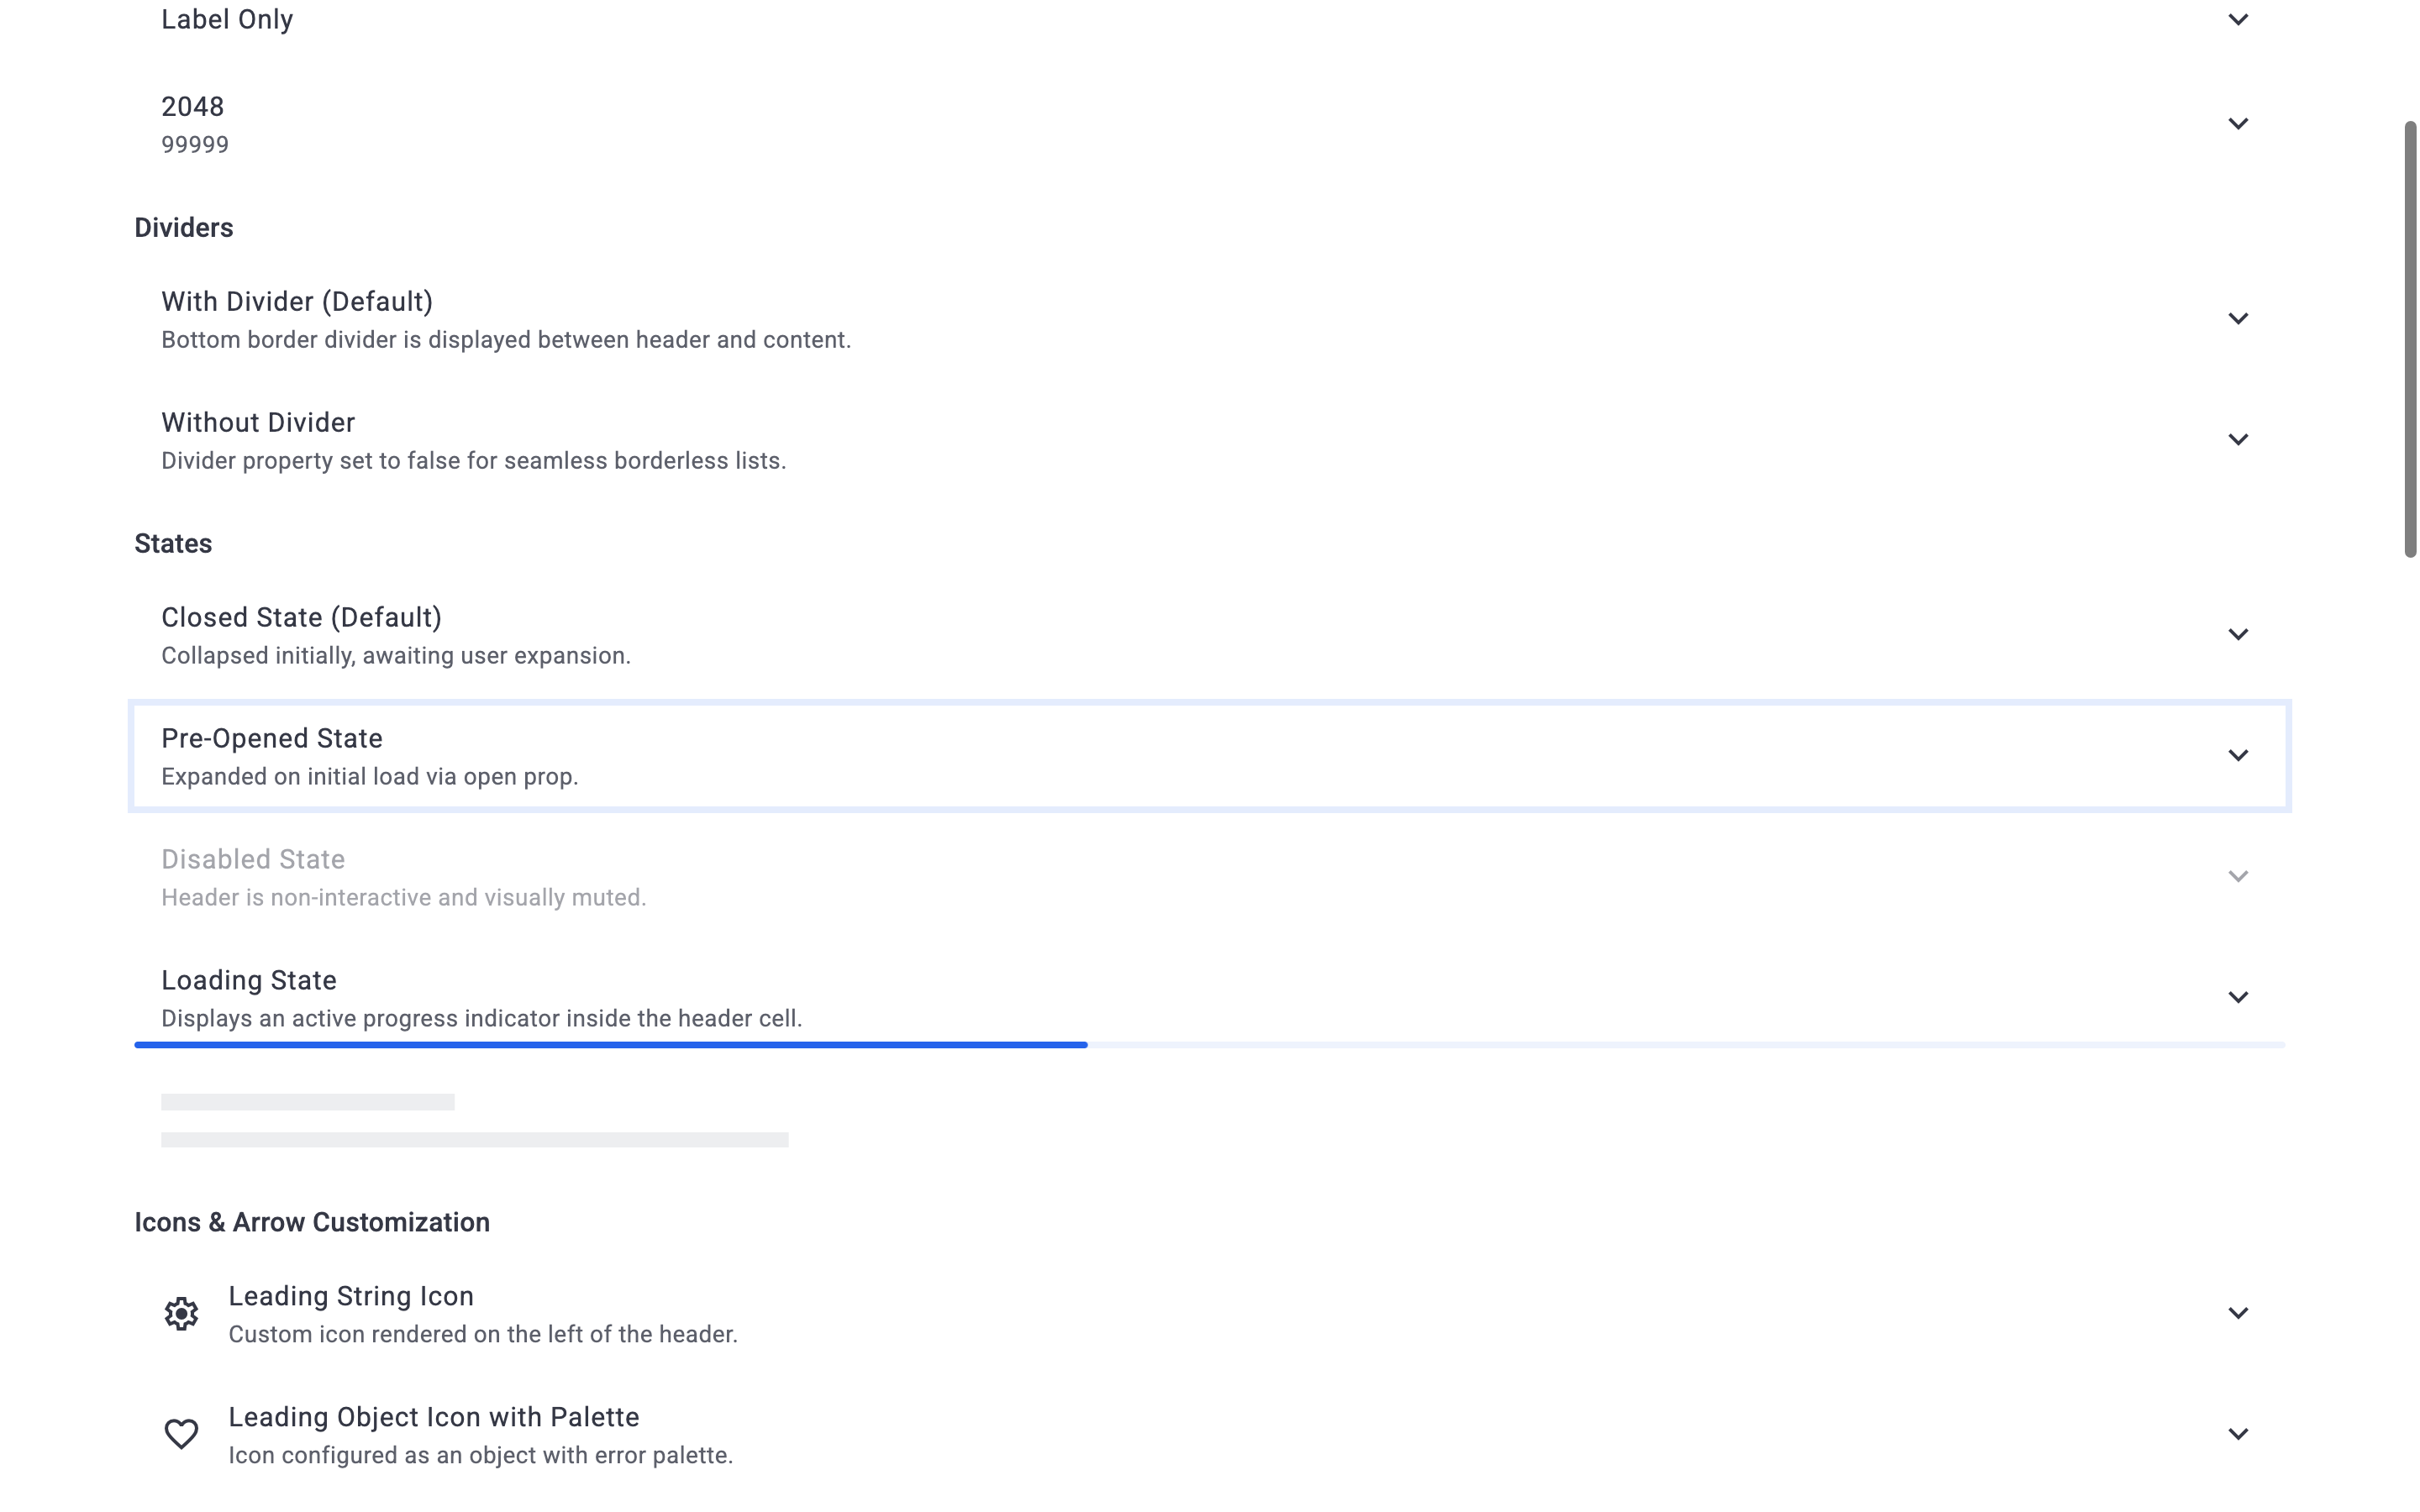 Label Only
2048
99999
Dividers
With Divider (Default)
Bottom border divider is displayed between header and content.
Without Divider
Divider property set to false for seamless borderless lists.
States
Closed State (Default)
Collapsed initially, awaiting user expansion.
Pre-Opened State
Expanded on initial load via open prop.
Disabled State
Header is non-interactive and visually muted.
Loading State
Displays an active progress indicator inside the header cell.
Icons & Arrow Customization
Leading String Icon
Custom icon rendered on the left of the header.
Leading Object Icon with Palette
Icon configured as an object with error palette.